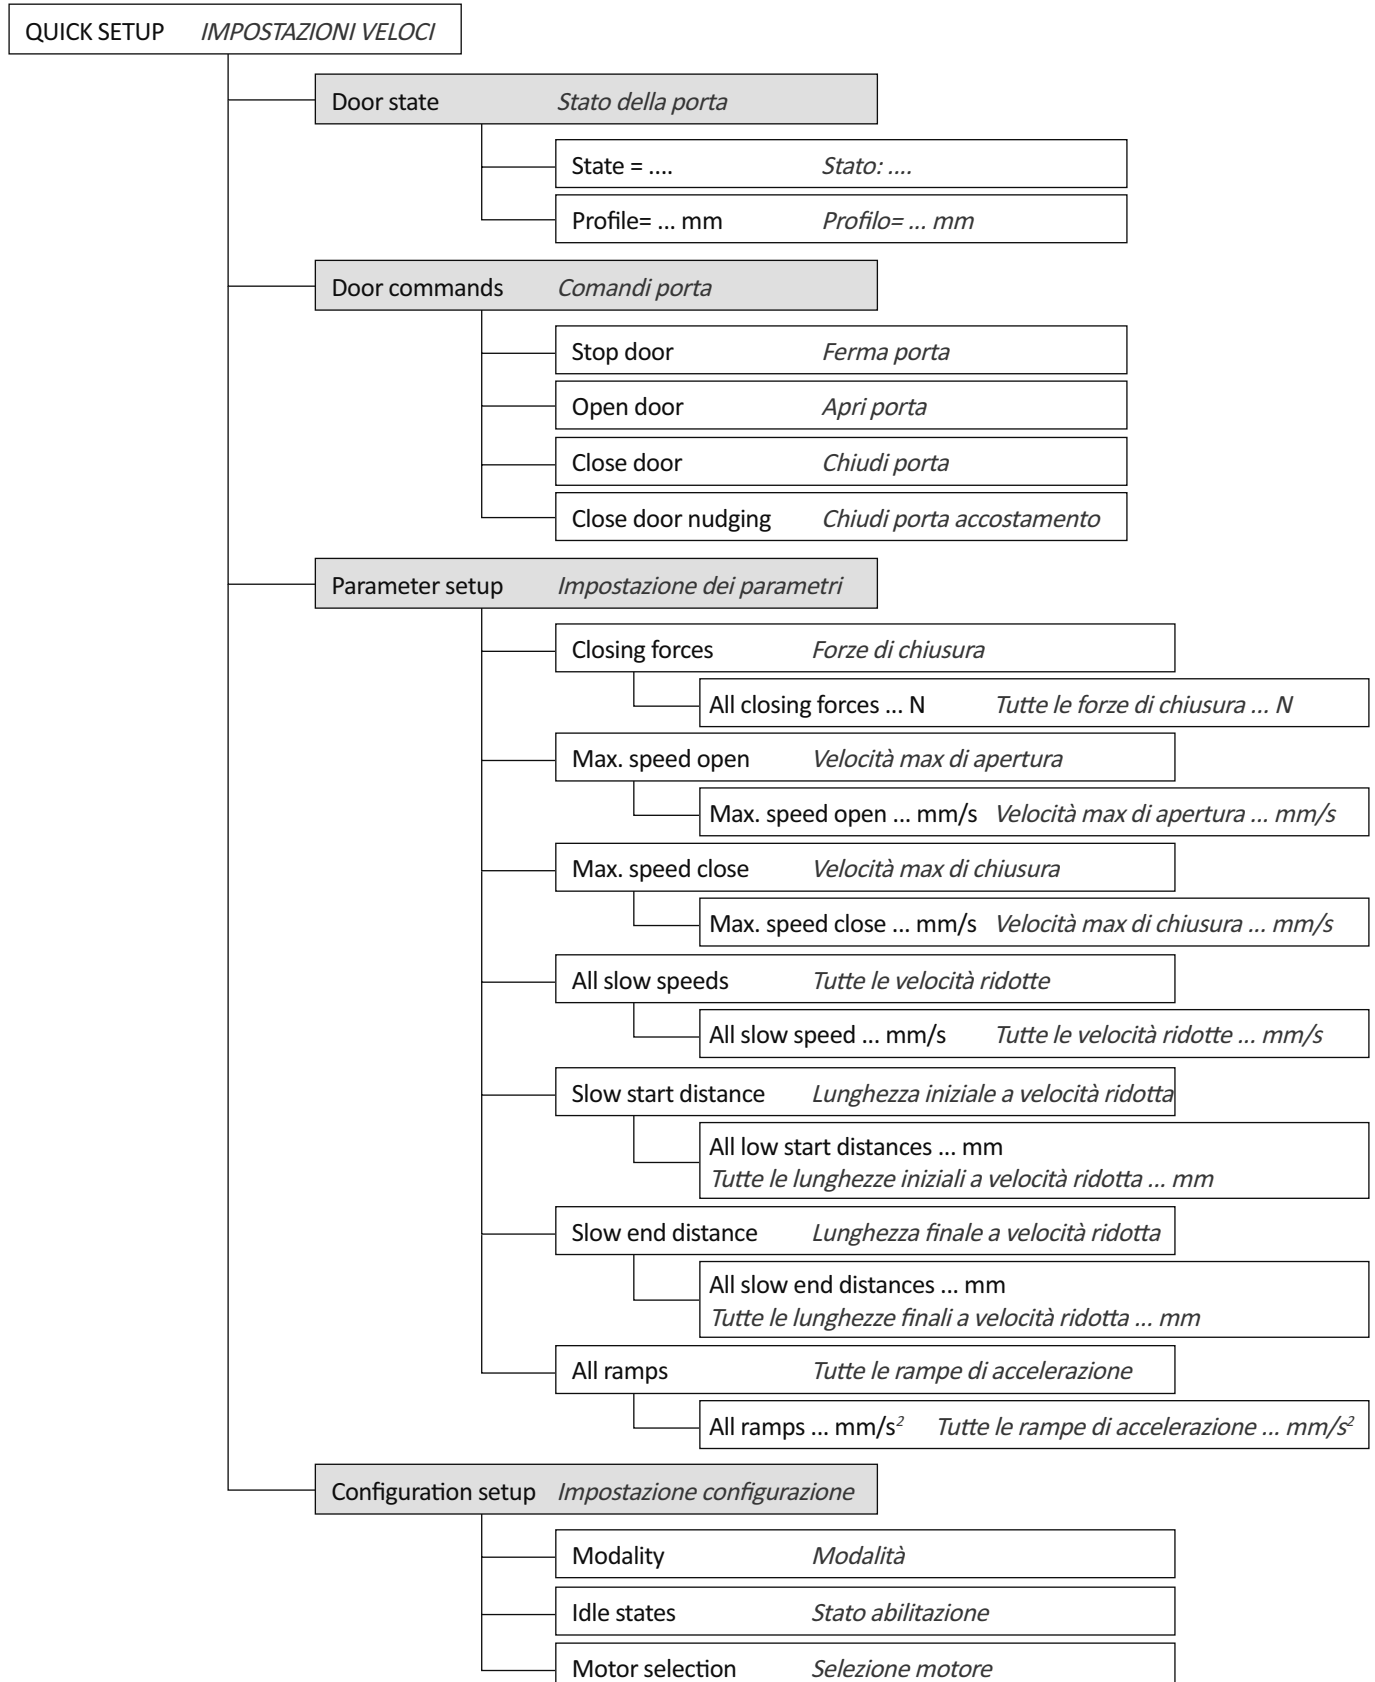 QUICK SETUP IMPOSTAZIONI VELOCI
Door state Stato della porta
State = .... Stato: ....
Profile= ... mm Profilo= ... mm
Door commands Comandi porta
Stop door Ferma porta
Open door Apri porta
Close door Chiudi porta
Close door nudging Chiudi porta accostamento
Parameter setup Impostazione dei parametri
Closing forces Forze di chiusura
All closing forces ... N Tutte le forze di chiusura ... N
Max. speed open Velocità max di apertura
Max. speed open ... mm/s Velocità max di apertura ... mm/s
Max. speed close Velocità max di chiusura
Max. speed close ... mm/s Velocità max di chiusura ... mm/s
All slow speeds Tutte le velocità ridotte
All slow speed ... mm/s Tutte le velocità ridotte ... mm/s
Slow start distance Lunghezza iniziale a velocità ridotta
All low start distances ... mm
Tutte le lunghezze iniziali a velocità ridotta ... mm
Slow end distance Lunghezza finale a velocità ridotta
All slow end distances ... mm
Tutte le lunghezze finali a velocità ridotta ... mm
All ramps Tutte le rampe di accelerazione
All ramps ... mm/s² Tutte le rampe di accelerazione ... mm/s²
Configuration setup Impostazione configurazione
Modality Modalità
Idle states Stato abilitazione
Motor selection Selezione motore